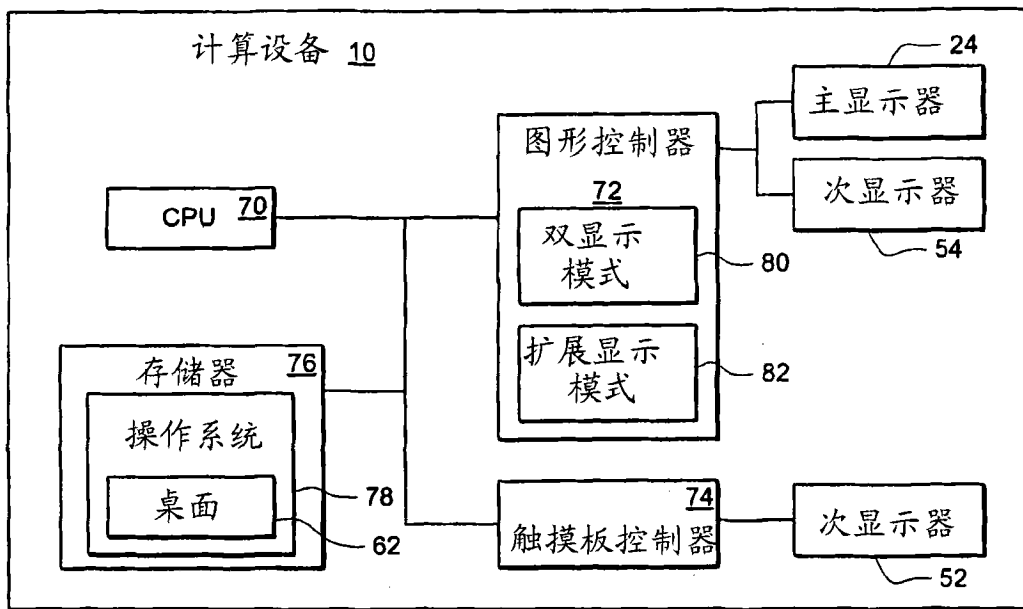 计算设备 10
24
主显示器
图形控制器
72
次显示器
54
CPU 70
双显示
模式
80
扩展显示
模式
82
存储器 76
操作系统
78
桌面
62
74
触摸板控制器
次显示器
52